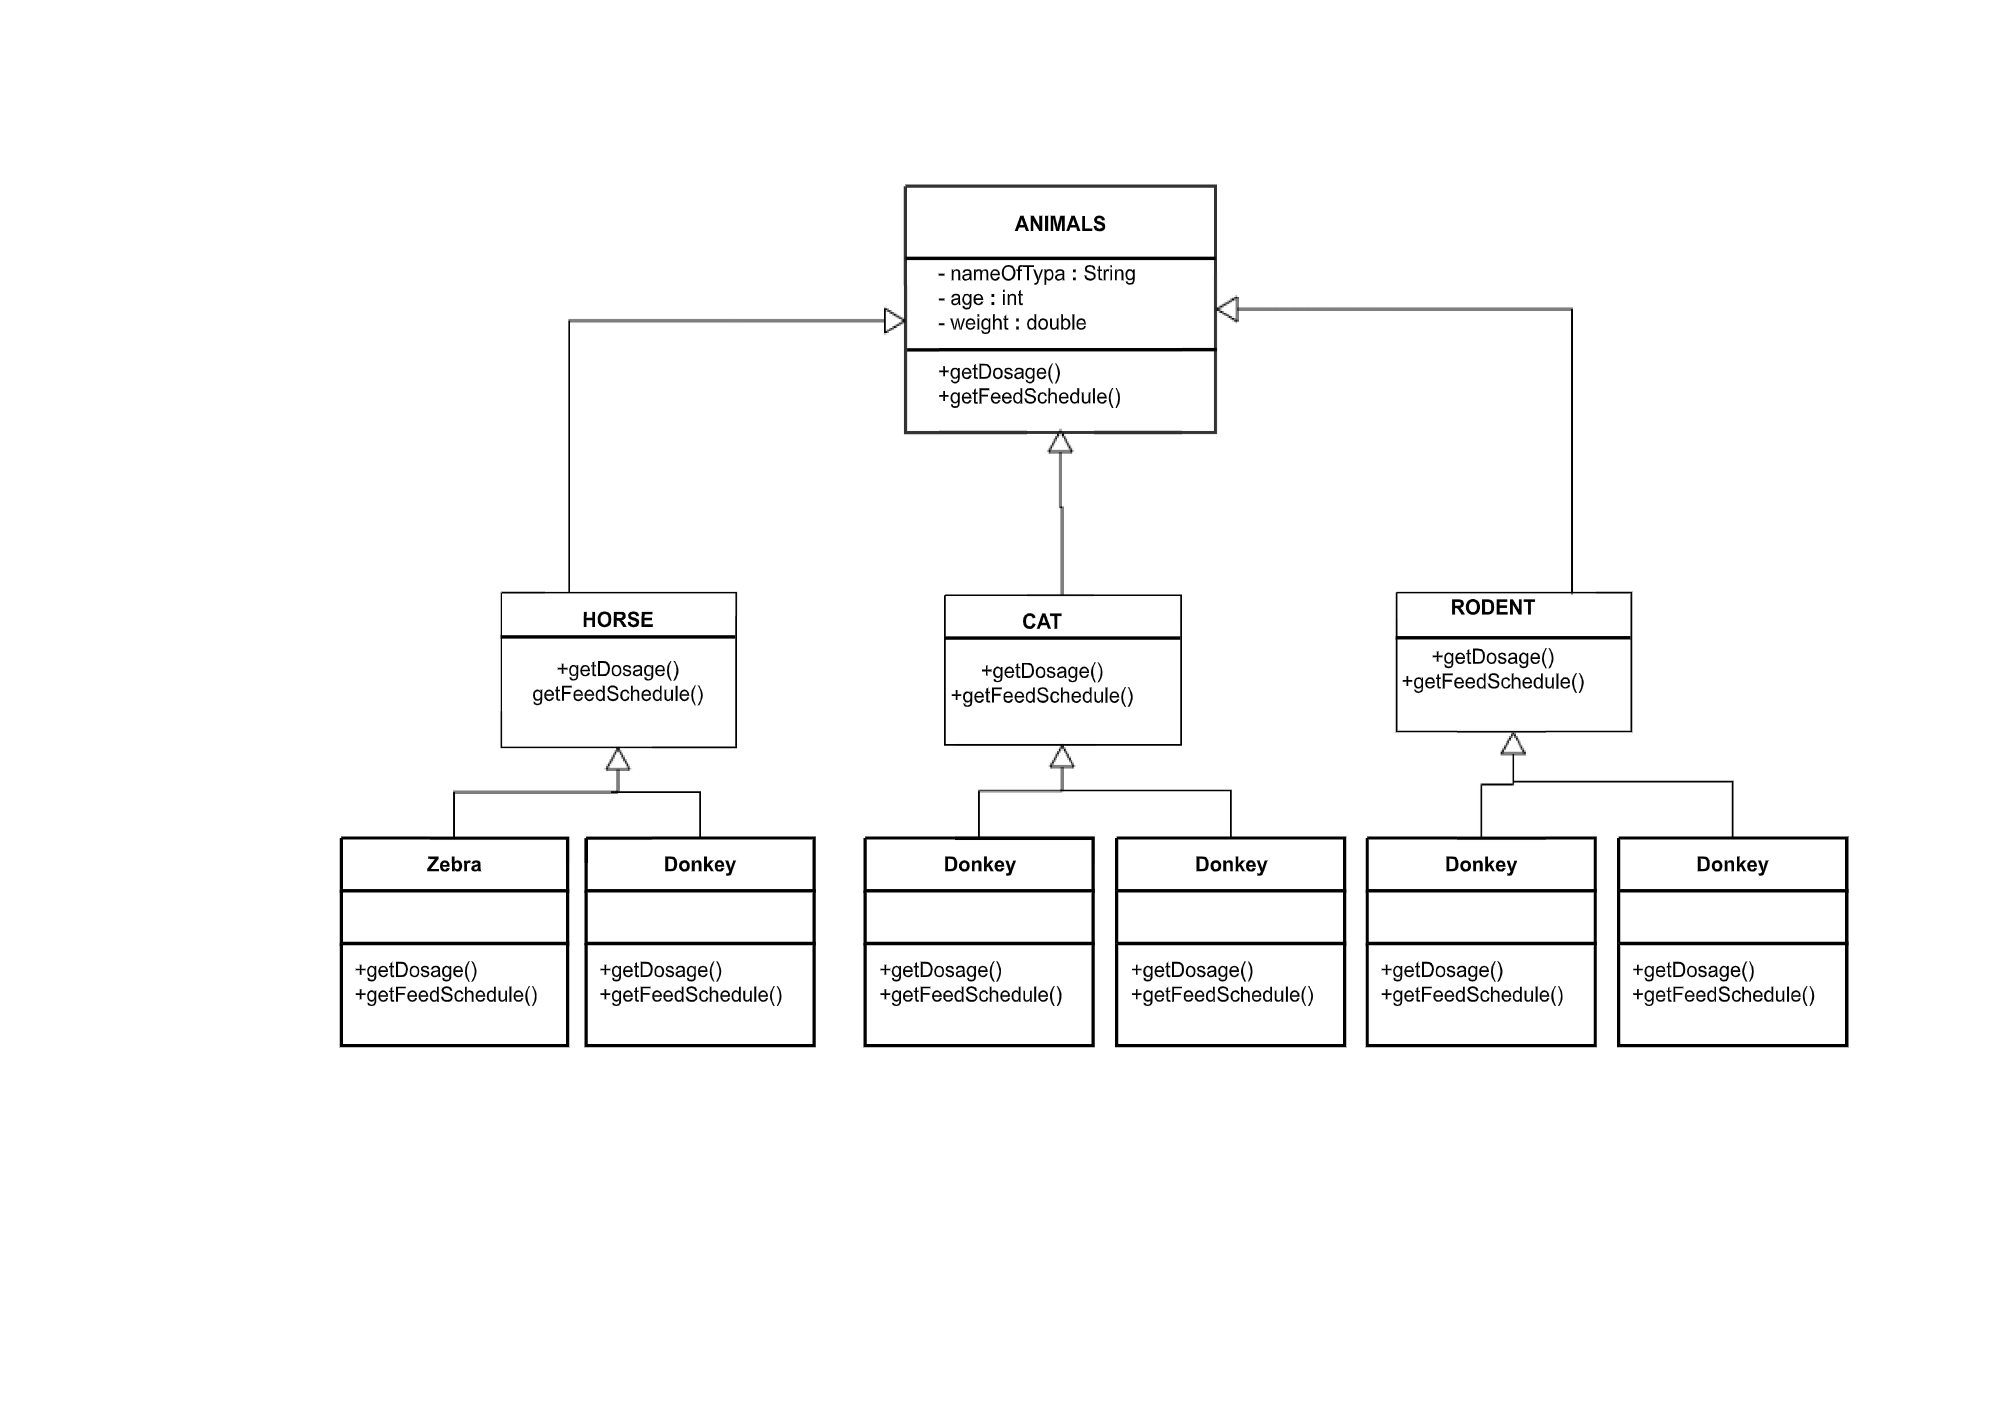 ANIMALS
- nameOfTypa : String
- age : int
- weight : double
+getDosage()
+getFeedSchedule()
HORSE
+getDosage()
getFeedSchedule()
CAT
+getDosage()
+getFeedSchedule()
RODENT
+getDosage()
+getFeedSchedule()
Zebra
+getDosage()
+getFeedSchedule()
Donkey
+getDosage()
+getFeedSchedule()
Donkey
+getDosage()
+getFeedSchedule()
Donkey
+getDosage()
+getFeedSchedule()
Donkey
+getDosage()
+getFeedSchedule()
Donkey
+getDosage()
+getFeedSchedule()